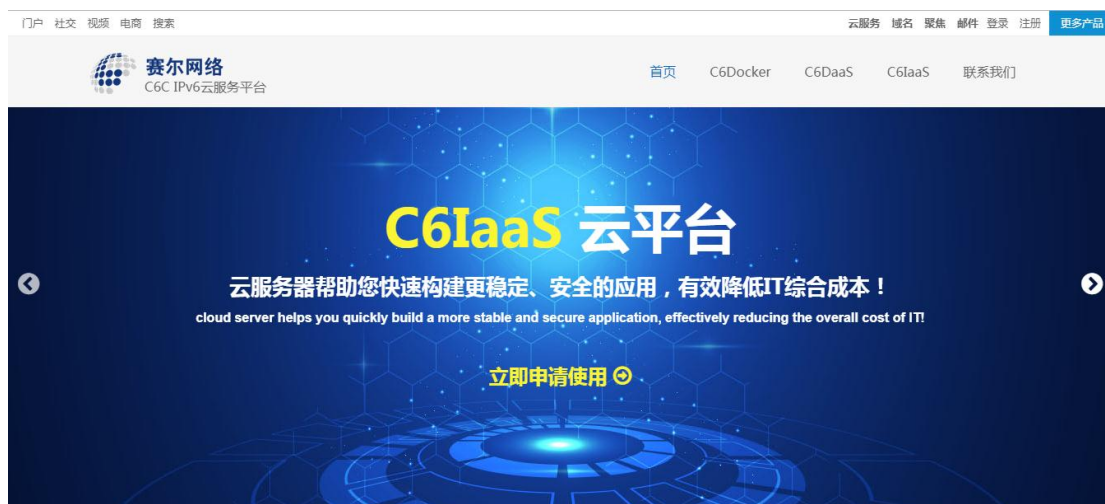 门户 社交 视频 电商 搜索 云服务 域名 聚焦 邮件 登录 注册 更多产品
赛尔网络
C6C IPv6云服务平台
首页 C6Docker C6DaaS C6IaaS 联系我们
C6IaaS 云平台
云服务器帮助您快速构建更稳定、安全的应用，有效降低IT综合成本！
cloud server helps you quickly build a more stable and secure application, effectively reducing the overall cost of IT!
立即申请使用